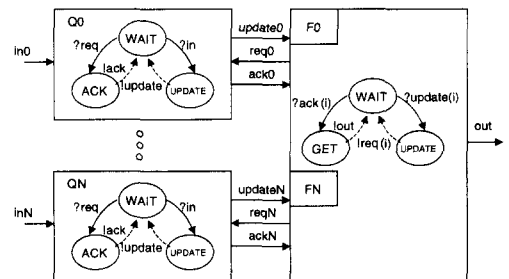 Q0
in0
?req
WAIT
?in
!ack
!update
ACK
UPDATE
update0
req0
ack0
F0
WAIT
?ack(i)
?update(i)
!out
!req(i)
GET
UPDATE
out
QN
inN
?req
WAIT
?in
!ack
!update
ACK
UPDATE
updateN
reqN
ackN
FN